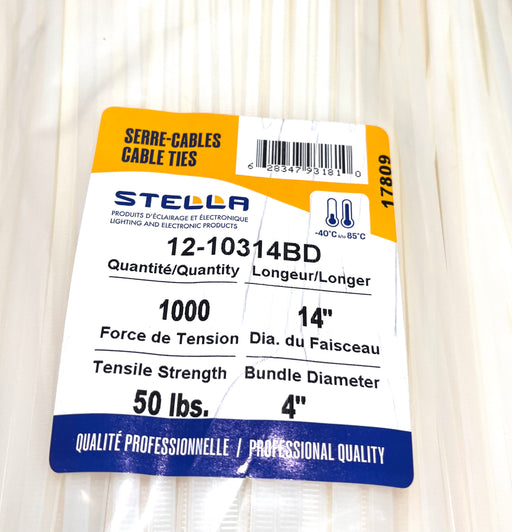 SERRE-CABLES
CABLE TIES
6 28347 93181 0
17809
STELLA
PRODUITS D'ÉCLAIRAGE ET ÉLECTRONIQUE
LIGHTING AND ELECTRONIC PRODUCTS
-40°C à/to 85°C
12-10314BD
Quantité/Quantity Longeur/Longer
1000 14"
Force de Tension Dia. du Faisceau
Tensile Strength Bundle Diameter
50 lbs. 4"
QUALITÉ PROFESSIONNELLE / PROFESSIONAL QUALITY